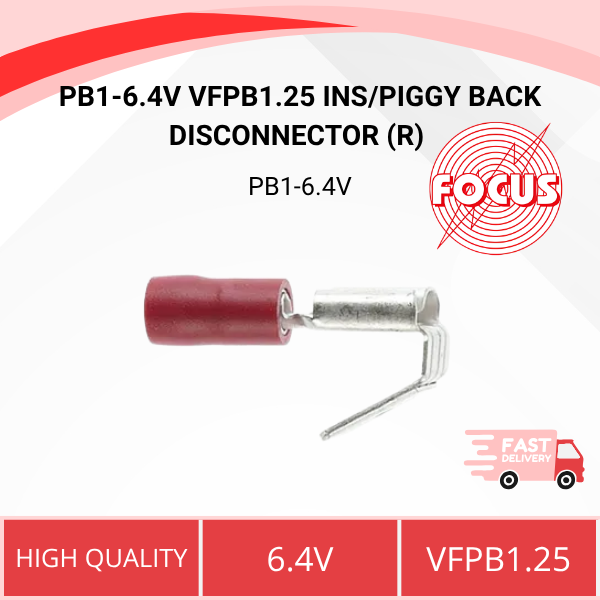 PB1-6.4V VFPB1.25 INS/PIGGY BACK
DISCONNECTOR (R)
PB1-6.4V
FOCUS
FAST
DELIVERY
HIGH QUALITY
6.4V
VFPB1.25